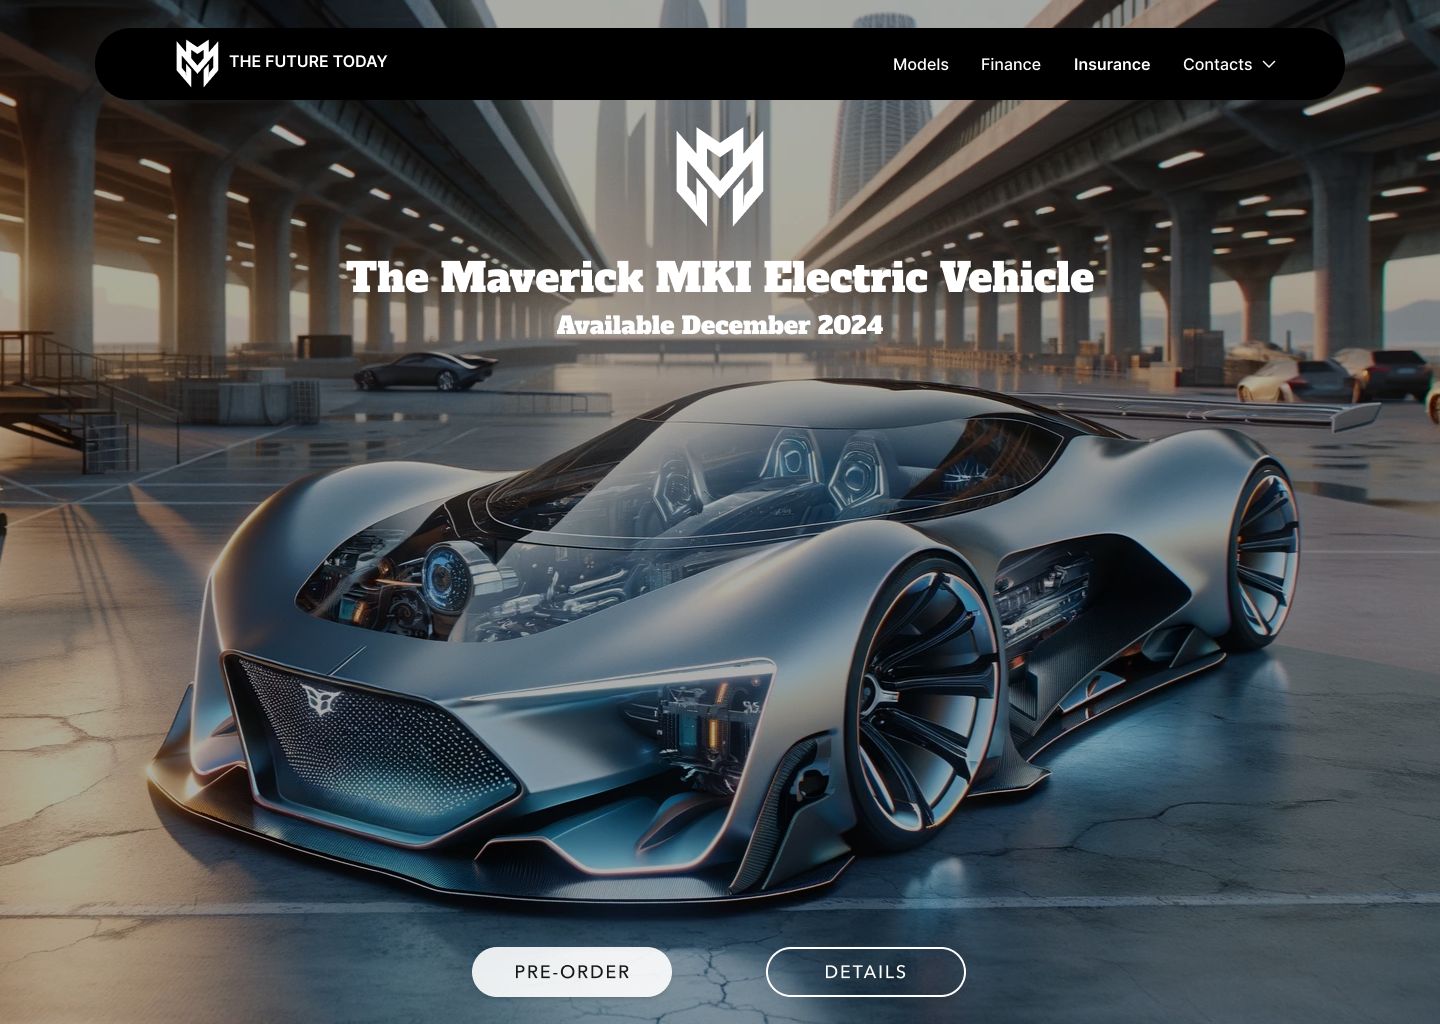 THE FUTURE TODAY
Models Finance Insurance Contacts
The Maverick MKI Electric Vehicle
Available December 2024
PRE-ORDER DETAILS